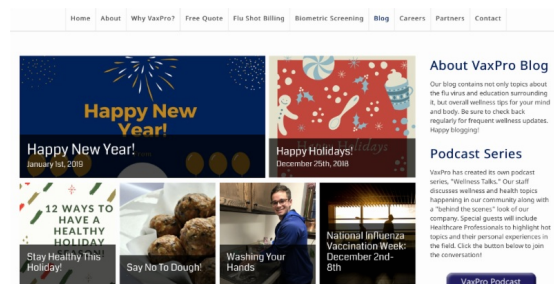 Home About Why VaxPro? Free Quote Flu Shot Billing Biometric Screening Blog Careers Partners Contact
Happy New
Year!
Happy New Year!
January 1st, 2019
Happy Holidays!
December 25th, 2018
12 WAYS TO
HAVE A
HEALTHY
HOLIDAY
SEASON!
Stay Healthy This
Holiday!
Say No To Dough!
Washing Your
Hands
National Influenza
Vaccination Week:
December 2nd-
8th
About VaxPro Blog
Our blog contains not only topics about
the flu virus and education surrounding
it, but overall wellness tips for your mind
and body. Be sure to check back
regularly for frequent wellness updates.
Happy blogging!
Podcast Series
VaxPro has created its own podcast
series, "Wellness Talks." Our staff
discusses wellness and health topics
happening in our community along with
a "behind the scenes" look of our
company. Special guests will include
Healthcare Professionals to highlight hot
topics and their personal experiences in
the field. Click the button below to join
the conversation!
VaxPro Podcast